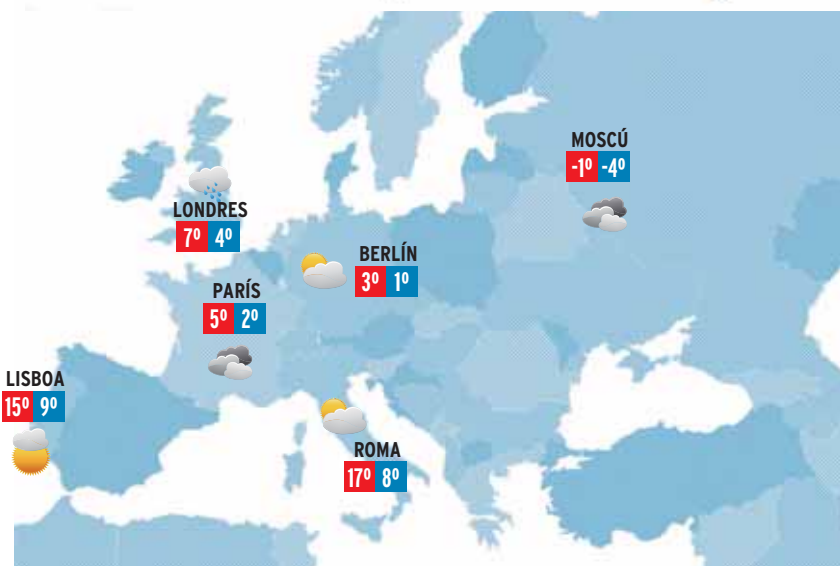 MOSCÚ
-1º -4º
LONDRES
7º 4º
BERLÍN
3º 1º
PARÍS
5º 2º
LISBOA
15º 9º
ROMA
17º 8º